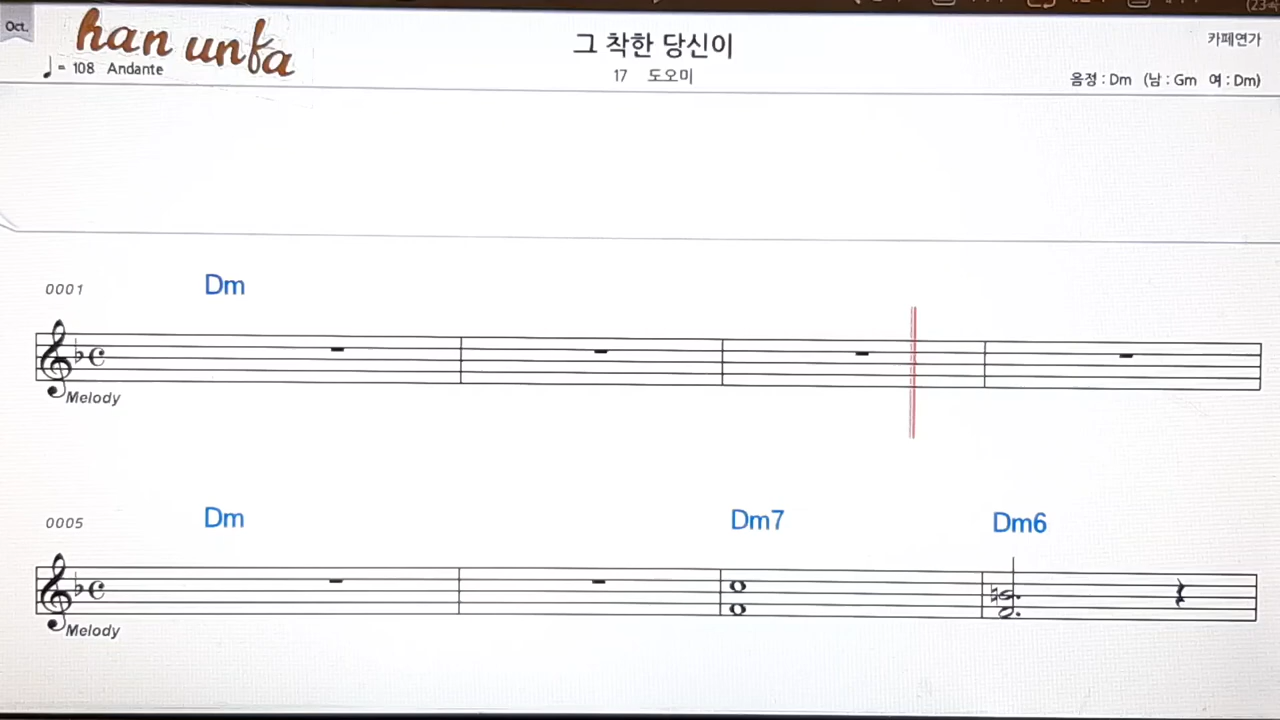 Oct.
han unfa
그 착한 당신이
카페연가
♩= 108 Andante
17 도오미
음정 : Dm (남 : Gm 여 : Dm)
0001
Dm
Melody
0005
Dm
Dm7
Dm6
Melody